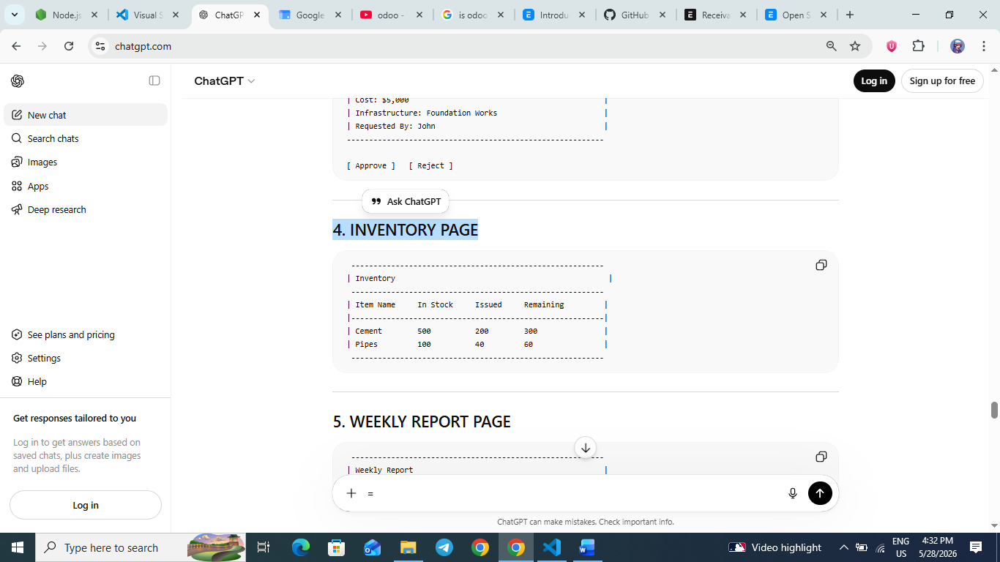 Node.js
Visual S
ChatGP
Google
odoo -
is odoo
Introdu
GitHub
Receiva
Open S
chatgpt.com
ChatGPT
Log in
Sign up for free
New chat
Search chats
Images
Apps
Deep research
See plans and pricing
Settings
Help
Get responses tailored to you
Log in to get answers based on
saved chats, plus create images
and upload files.
Log in
| Cost: $5,000 |
| Infrastructure: Foundation Works |
| Requested By: John |
---------------------------------------------------------
[ Approve ] [ Reject ]
Ask ChatGPT
4. INVENTORY PAGE
---------------------------------------------------------
| Inventory |
---------------------------------------------------------
| Item Name In Stock Issued Remaining |
|---------------------------------------------------------|
| Cement 500 200 300 |
| Pipes 100 40 60 |
---------------------------------------------------------
5. WEEKLY REPORT PAGE
---------------------------------------------------------
| Weekly Report |
=
ChatGPT can make mistakes. Check important info.
Type here to search
Video highlight
ENG
US
4:32 PM
5/28/2026